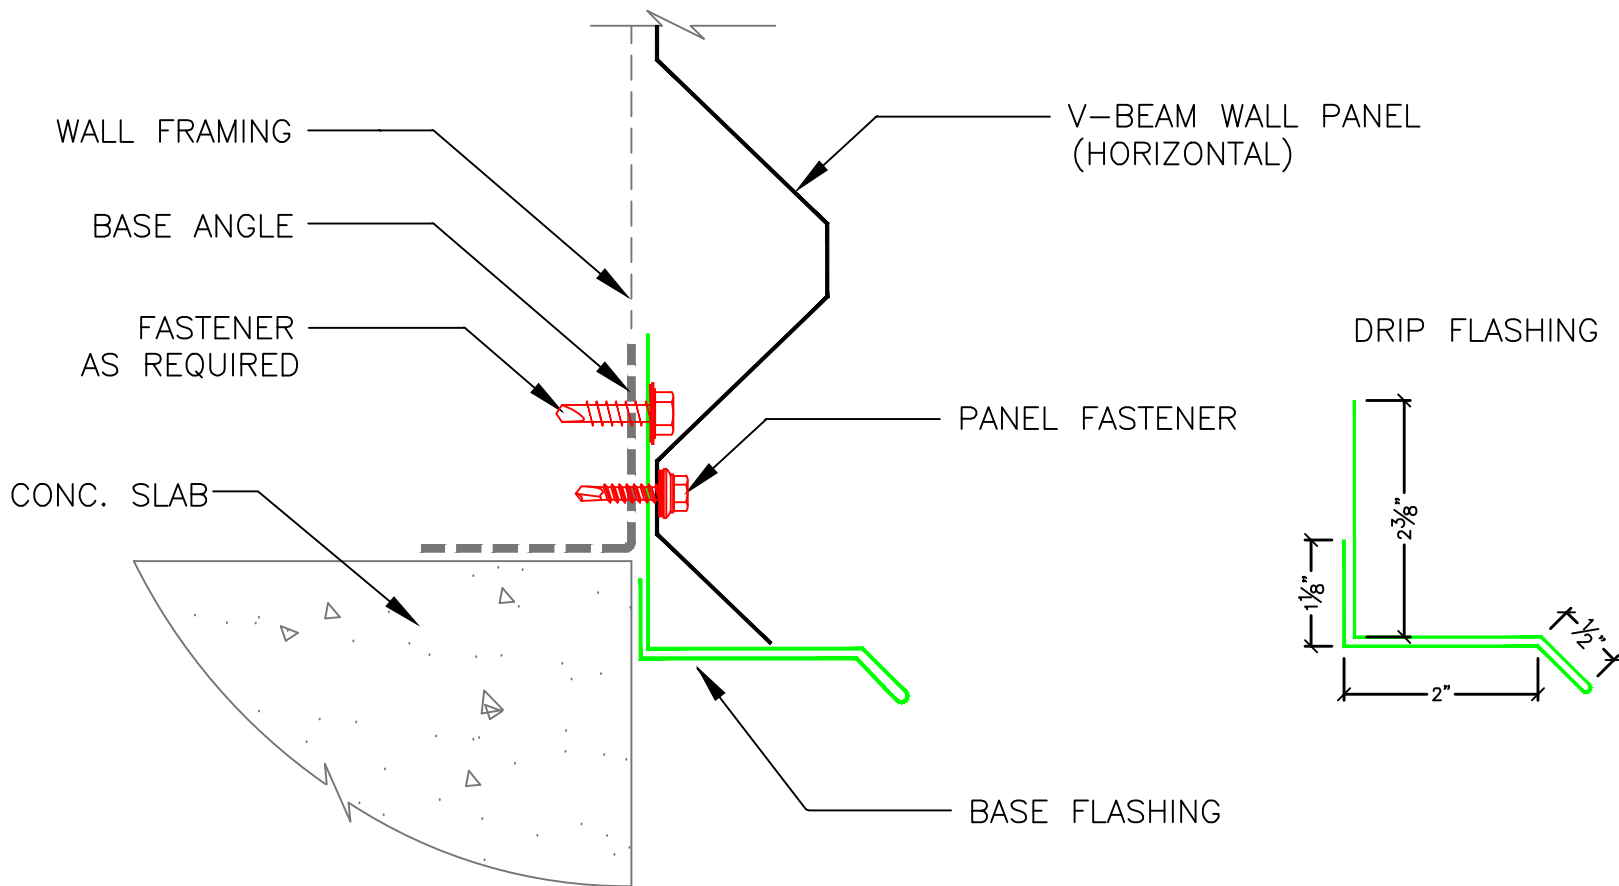 WALL FRAMING
V-BEAM WALL PANEL
(HORIZONTAL)
BASE ANGLE
FASTENER
AS REQUIRED
DRIP FLASHING
PANEL FASTENER
CONC. SLAB
2⅜"
1⅛"
½"
2"
BASE FLASHING